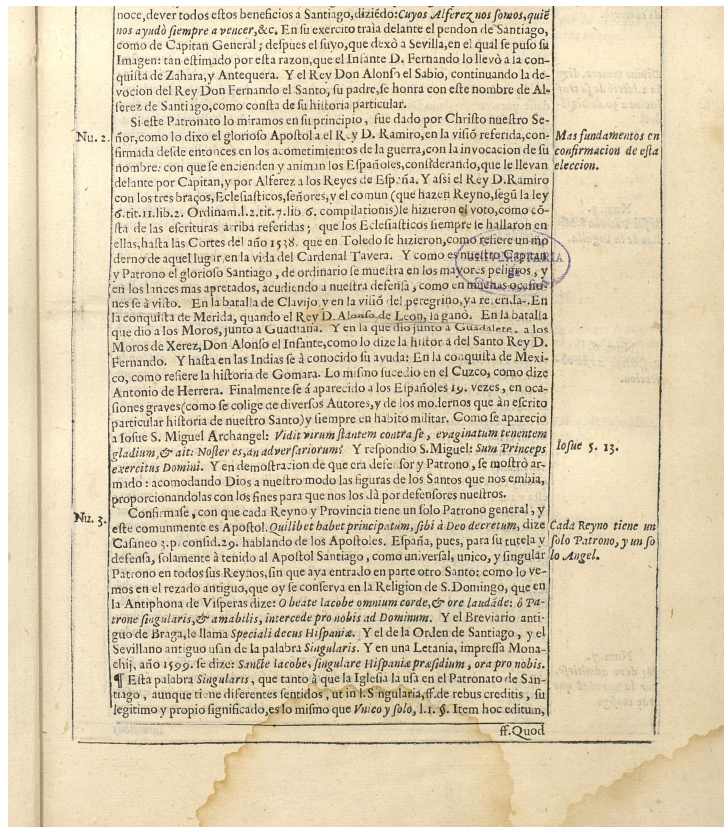 noce, dever todos estos beneficios a Santiago, diziēdo: Cuyos Alferez nos somos, quiē
nos ayudò siempre a vencer, &c. En su exercito traìa delante el pendon de Santiago,
como de Capitan General; despues el suyo, que dexò a Sevilla, en el qual se puso su
Imagen: tan estimado por esta razon, que el Infante D. Fernando lo llevò a la con-
quista de Zahara, y Antequera. Y el Rey Don Alonso el Sabio, continuando la de-
vocion del Rey Don Fernando el Santo, su padre, se honra con este nombre de Al-
ferez de Santiago, como consta de su historia particular.
Nu. 2.
Si este Patronato lo miramos en su principio, fue dado por Christo nuestro Se-
ñor, como lo dixo el glorioso Apostol a el Rey D. Ramiro, en la visiō referida, con-
firmada desde entonces en los acometimientos de la guerra, con la invocacion de su
nombre: con que se encienden y animan los Españoles, considerando, que le llevan
delante por Capitan, y por Alferez a los Reyes de España. Y assi el Rey D. Ramiro
con los tres braços, Eclesiasticos, señores, y el comun (que hazen Reyno, segū la ley
6. tit. 11. lib. 2. Ordinam. l. 2. tit. 7. lib. 6. compilationis) le hizieron el voto, como cō-
sta de las escrituras arriba referidas; que los Eclesiasticos siempre se hallaron en
ellas, hasta las Cortes del año 1538. que en Toledo se hizieron, como refiere un mo
derno de aquel lugar, en la vida del Cardenal Tavera. Y como es nuestro Capitan
y Patrono el glorioso Santiago, de ordinario se muestra en los mayores peligros, y
en los lances mas apretados, acudiendo a nuestra defensa, como en muchas ocasio
nes se à visto. En la batalla de Clavijo, y en la visiō del peregrino, ya referida. En
la conquista de Merida, quando el Rey D. Alonso de Leon, la ganò. En la batalla
que dio a los Moros, junto a Guadiana. Y en la que dio junto a Guadalete, a los
Moros de Xerez, Don Alonso el Infante, como lo dize la historia del Santo Rey D.
Fernando. Y hasta en las Indias se à conocido su ayuda: En la conquista de Mexi-
co, como refiere la historia de Gomara. Lo mismo sucedio en el Cuzco, como dize
Antonio de Herrera. Finalmente se á aparecido a los Españoles 19. vezes, en oca-
siones graves (como se colige de diversos Autores, y de los modernos que àn escrito
particular historia de nuestro Santo) y siempre en habito militar. Como se aparecio
a Iosue S. Miguel Archangel: Vidit virum stantem contra se, evaginatum tenentem
gladium, & ait: Noster es, an adversariorum? Y respondio S. Miguel: Sum Princeps
exercitus Domini. Y en demostracion de que era defensor y Patrono, se mostrò ar-
mado: acomodando Dios a nuestro modo las figuras de los Santos que nos embia,
proporcionandolas con los fines para que nos los dà por defensores nuestros.
Nu. 3.
Confirmase, con que cada Reyno y Provincia tiene un solo Patrono general, y
este comunmente es Apostol. Quilibet habet principatum, sibi à Deo decretum, dize
Casaneo 3. p. consid. 29. hablando de los Apostoles. España, pues, para su tutela y
defensa, solamente à tenido al Apostol Santiago, como universal, unico, y singular
Patrono en todos sus Reynos, sin que aya entrado en parte otro Santo: como lo ve-
mos en el rezado antiguo, que oy se conserva en la Religion de S. Domingo, que en
la Antiphona de Visperas dize: O beate Iacobe omnium corde, & ore laudāde: ô Pa-
trone singularis, & amabilis, intercede pro nobis ad Dominum. Y el Breviario anti-
guo de Braga, le llama Speciali decus Hispaniæ. Y el de la Orden de Santiago, y el
Sevillano antiguo usan de la palabra Singularis. Y en una Letania, impressa Mona-
chij, año 1599. se dize: Sancte Iacobe, singulare Hispaniæ præsidium, ora pro nobis.
¶ Esta palabra Singularis, que tanto à que la Iglesia la usa en el Patronato de San-
tiago, aunque tiene diferentes sentidos, ut in l. Singularia, ff. de rebus creditis, su
legitimo y propio significado, es lo mismo que Vnico y solo, l. 1. §. Item hoc editum,
ff. Quod
Mas fundamentos en
confirmacion de esta
eleccion.
Iosue 5. 13.
Cada Reyno tiene un
solo Patrono, y un so
lo Angel.